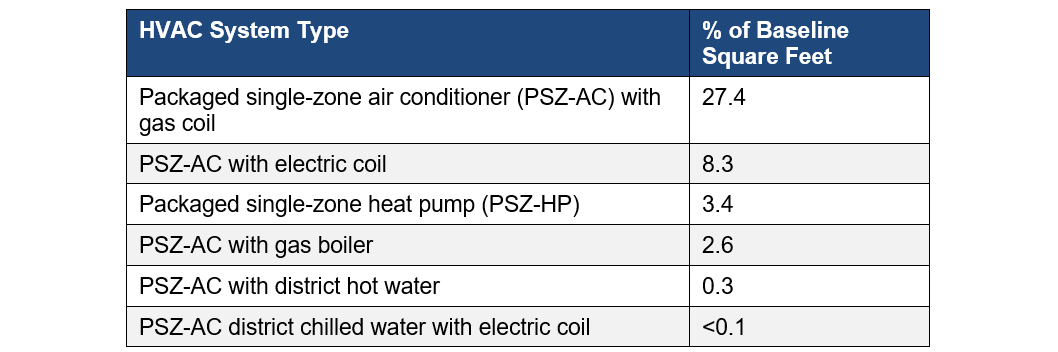 HVAC System Type
% of Baseline
Square Feet
Packaged single-zone air conditioner (PSZ-AC) with
gas coil
27.4
PSZ-AC with electric coil
8.3
Packaged single-zone heat pump (PSZ-HP)
3.4
PSZ-AC with gas boiler
2.6
PSZ-AC with district hot water
0.3
PSZ-AC district chilled water with electric coil
<0.1